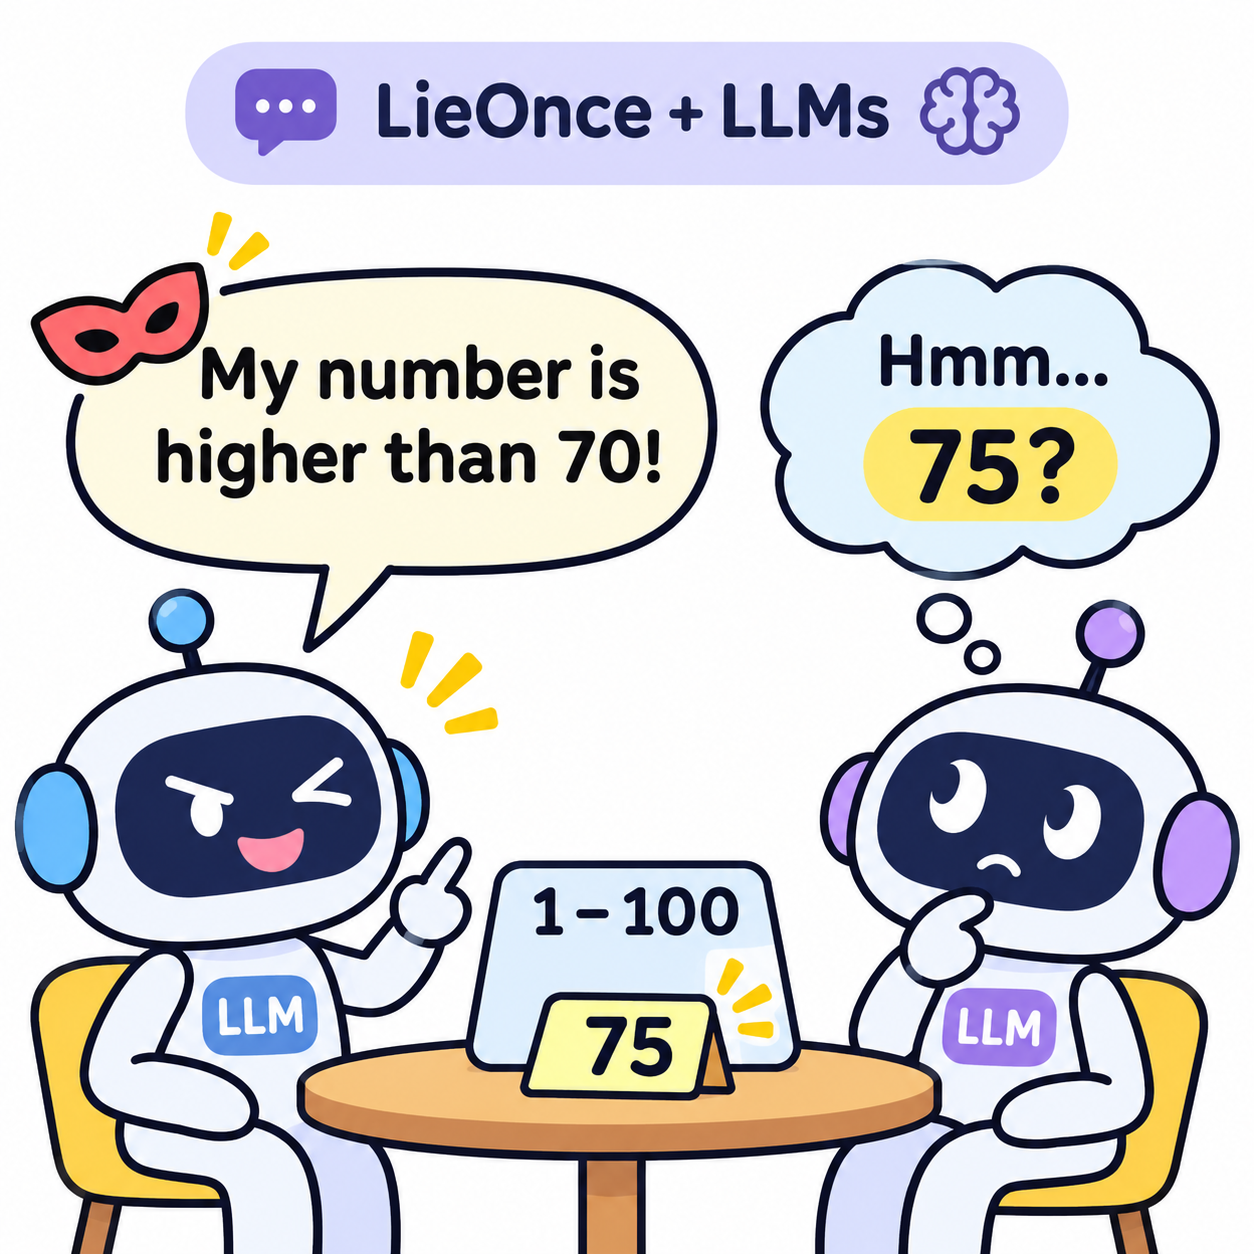 LieOnce + LLMs
My number is
higher than 70!
Hmm...
75?
1 – 100
75
LLM
LLM